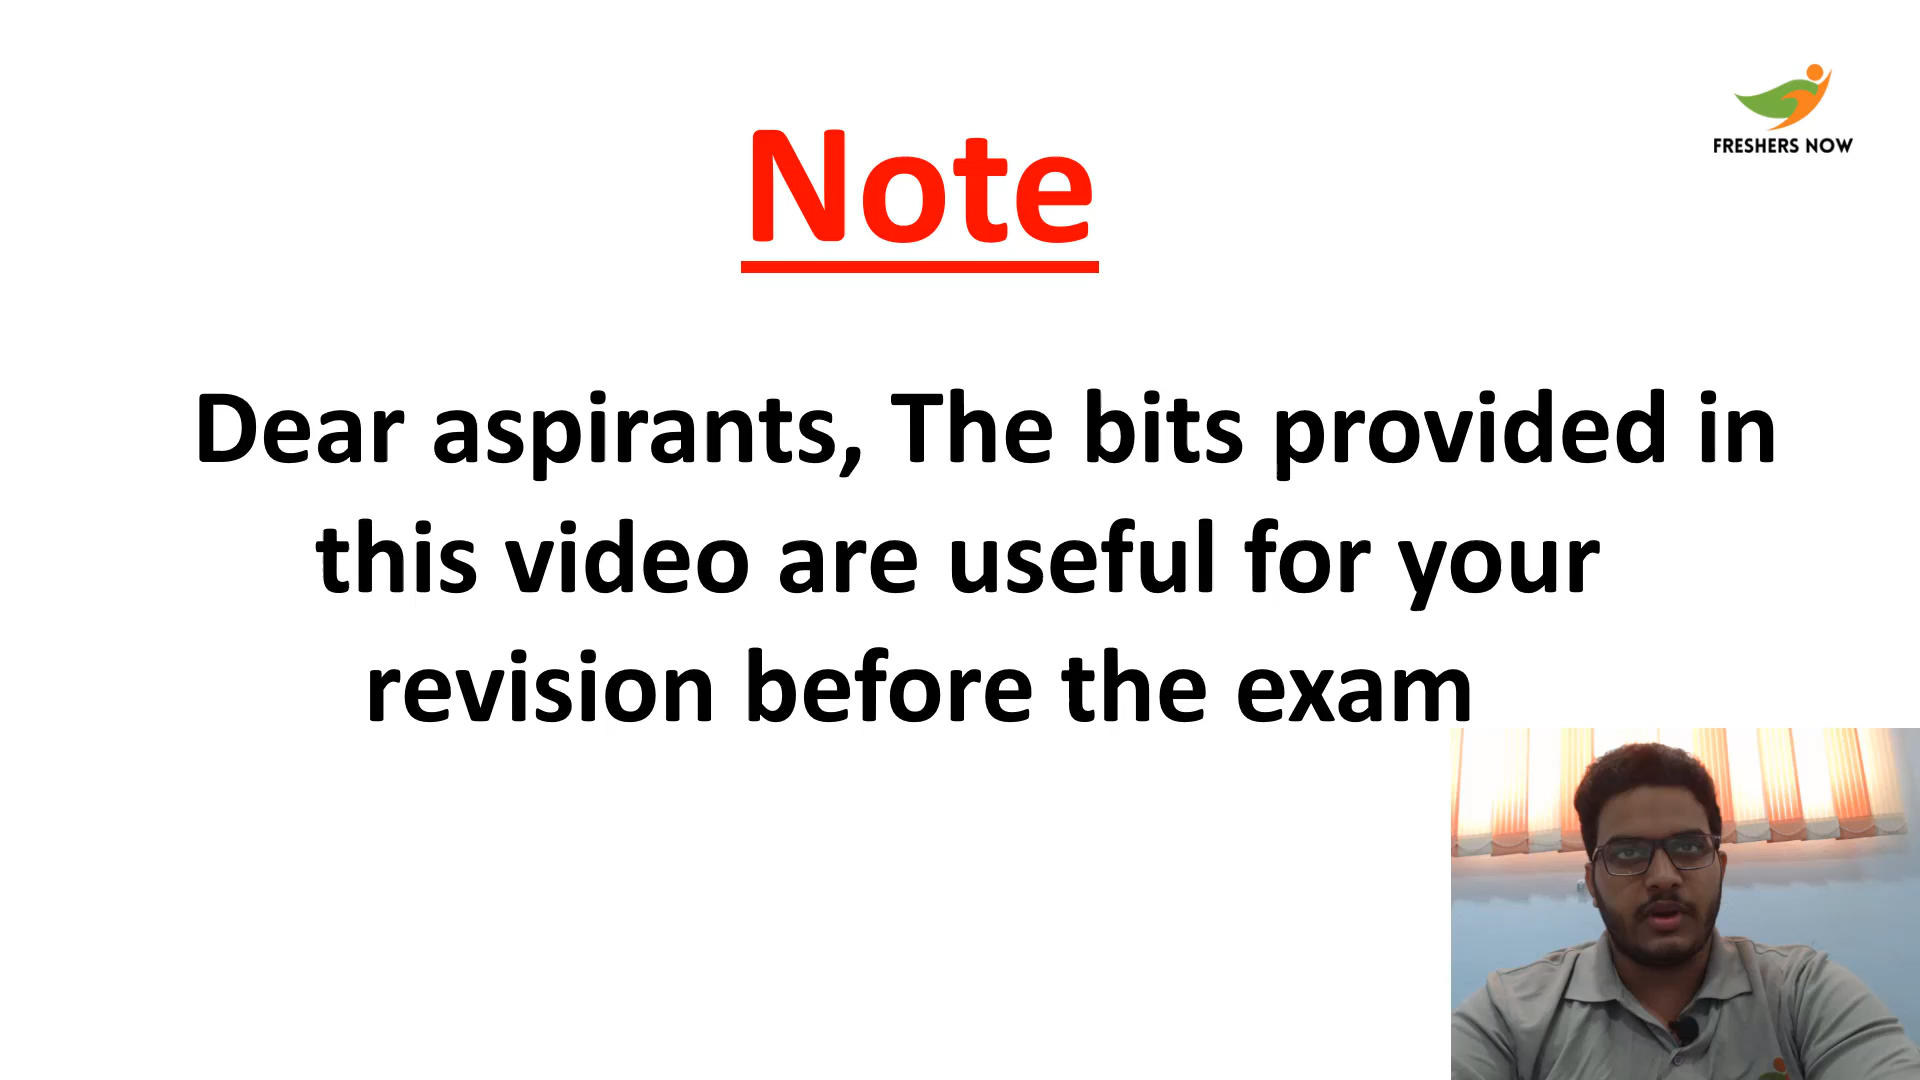 FRESHERS NOW
Note
Dear aspirants, The bits provided in
this video are useful for your
revision before the exam